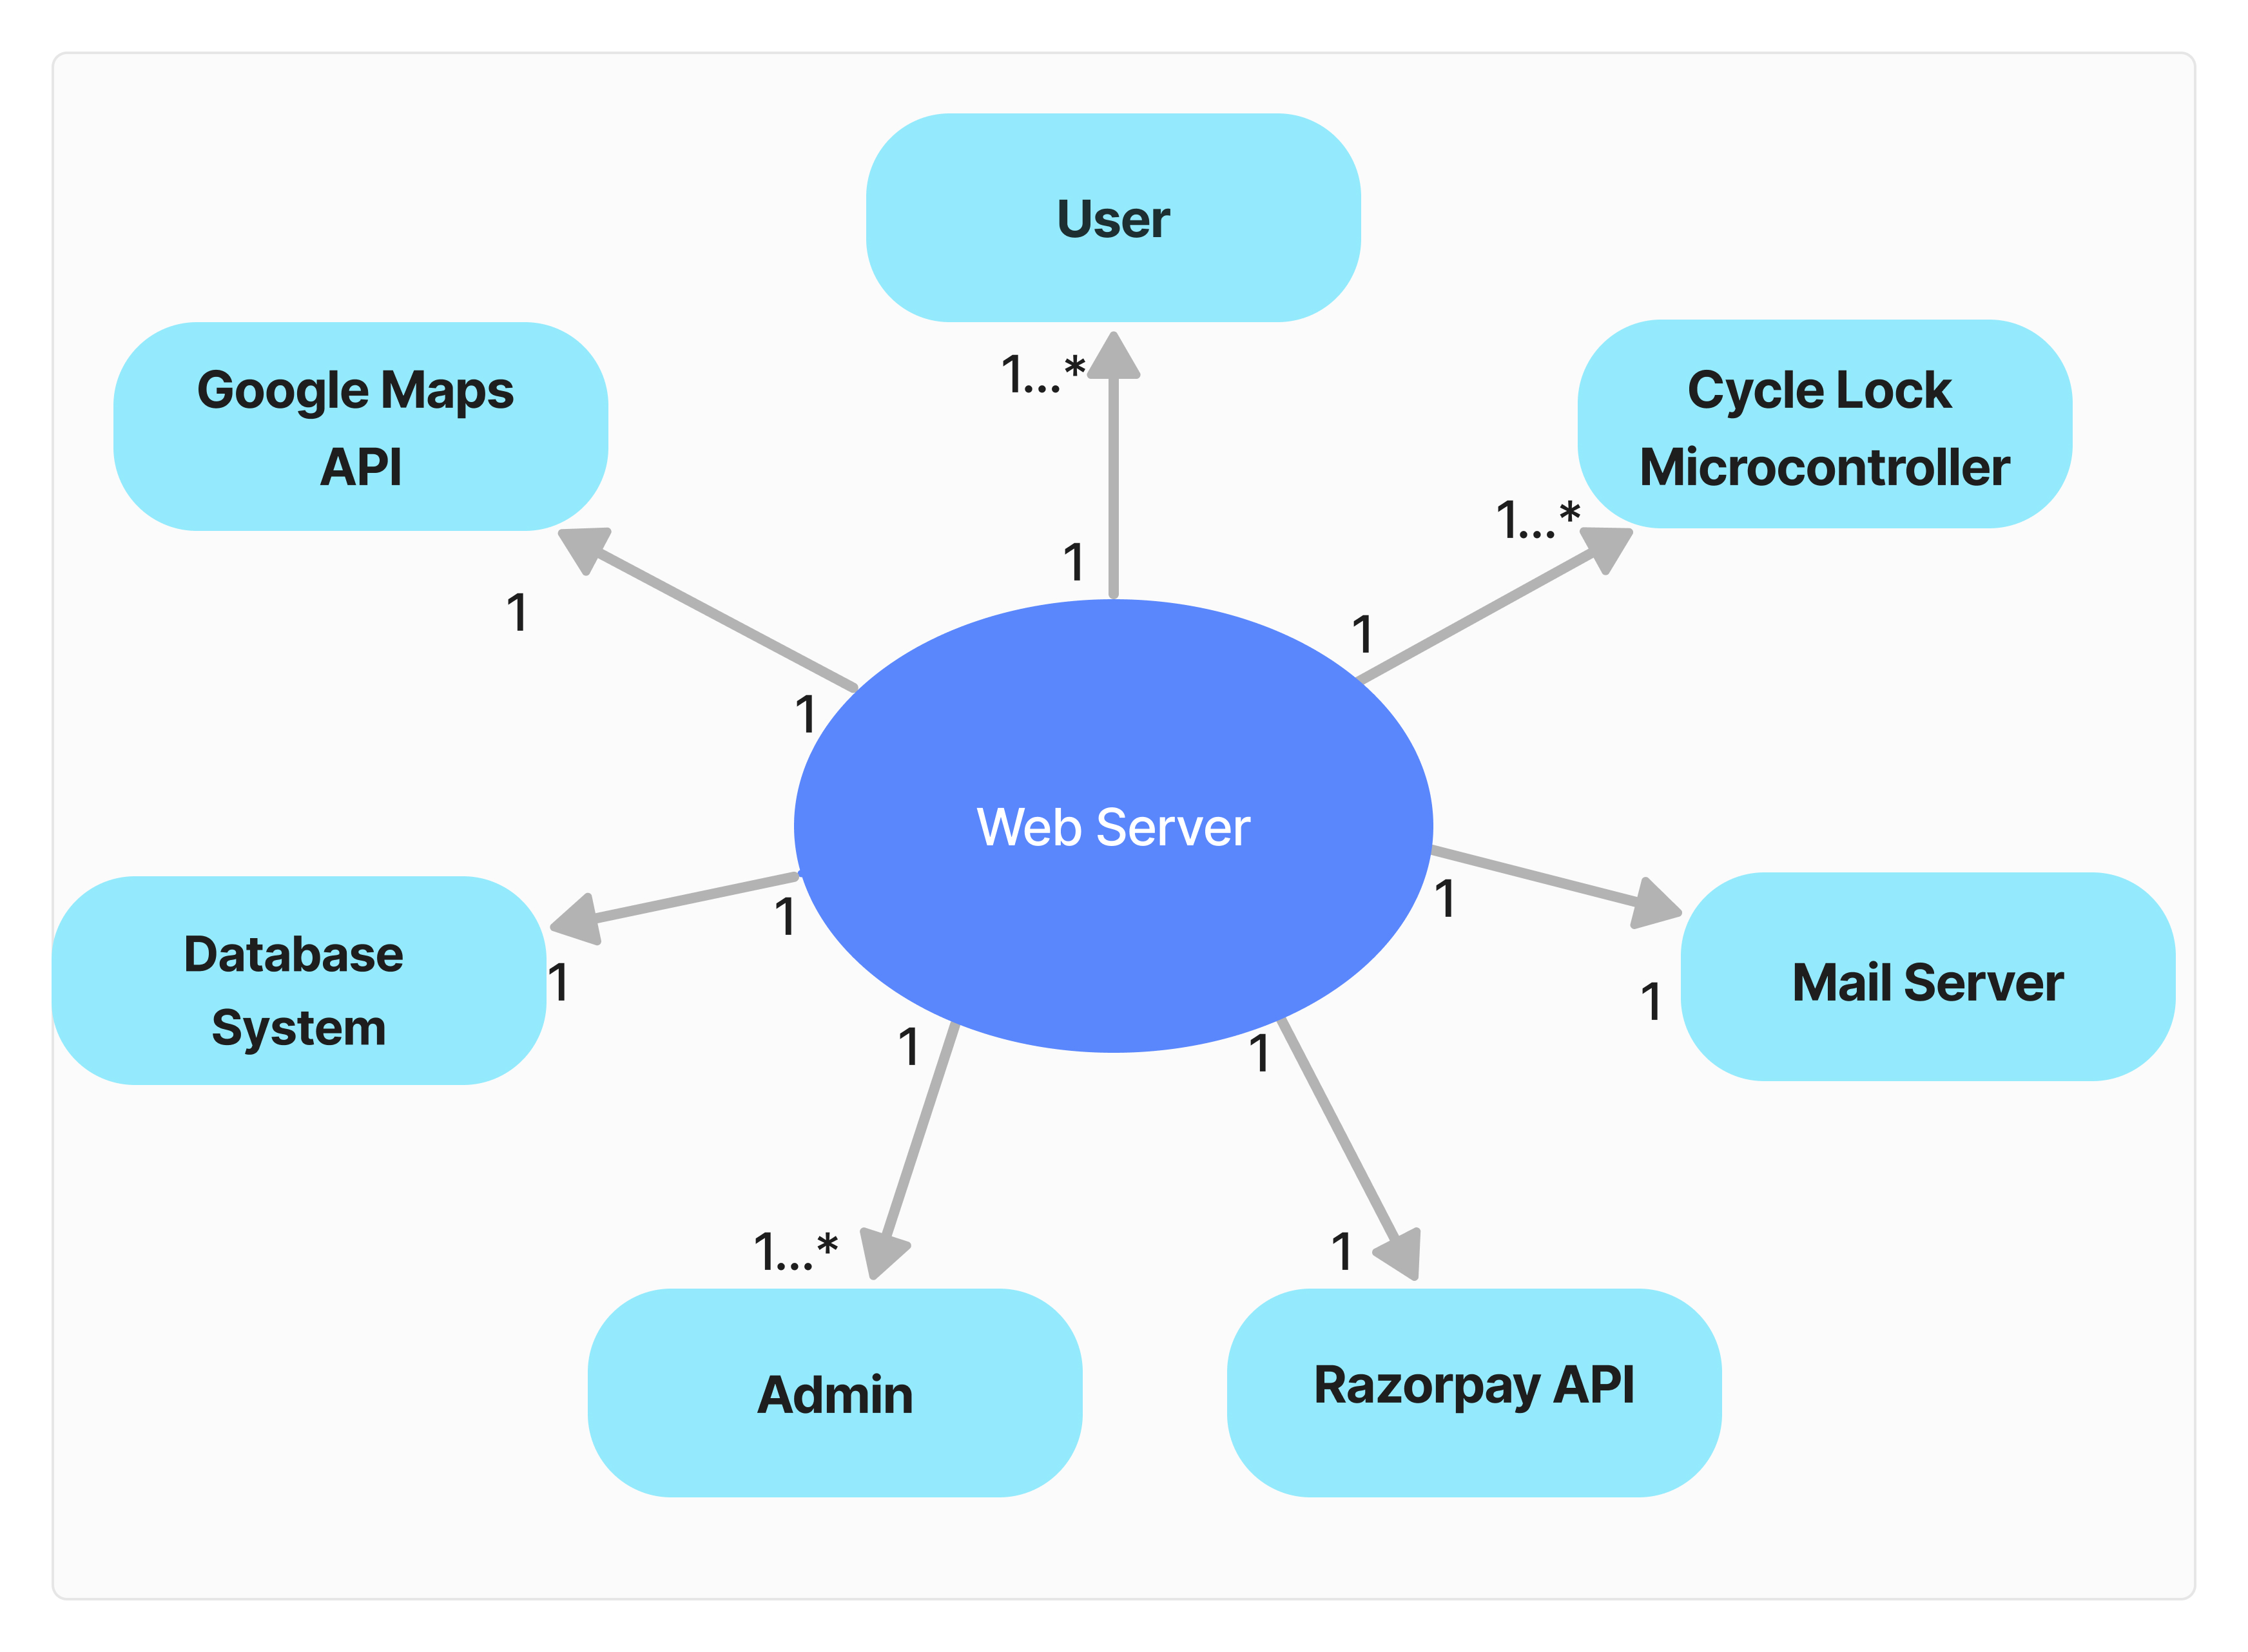 User
1...*
1
Google Maps
API
1
1
Cycle Lock
Microcontroller
1...*
1
Web Server
Database
System
1
1
Mail Server
1
1
1
1...*
Admin
1
1
Razorpay API